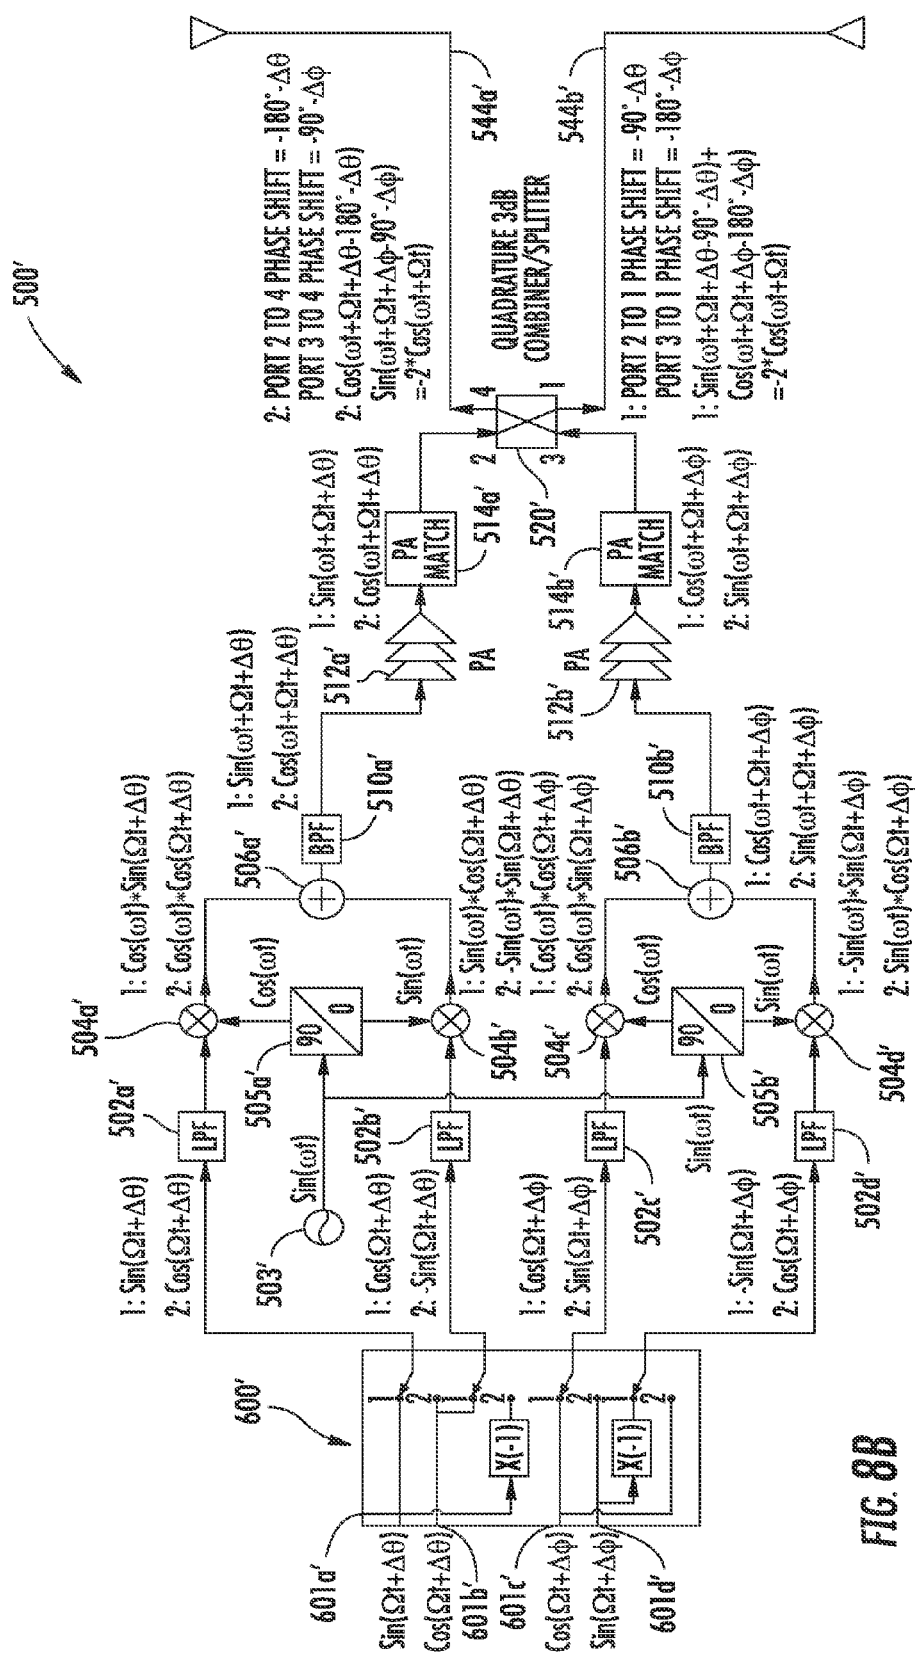 500'
600'
601a'
Sin(Ωt+Δθ)
Cos(Ωt+Δθ)
601b'
601c'
Cos(Ωt+Δϕ)
Sin(Ωt+Δϕ)
601d'
1
2
1
2
X(-1)
1
2
1
2
X(-1)
1: Sin(Ωt+Δθ)
2: Cos(Ωt+Δθ)
503'
Sin(ωt)
1: Cos(Ωt+Δθ)
2: -Sin(Ωt+Δθ)
1: Cos(Ωt+Δϕ)
2: Sin(Ωt+Δϕ)
1: -Sin(Ωt+Δϕ)
2: Cos(Ωt+Δϕ)
502a'
LPF
502b'
LPF
LPF
502c'
Sin(ωt)
LPF
502d'
504a'
505a'
90
0
Cos(ωt)
Sin(ωt)
504b'
504c'
90
0
505b'
Cos(ωt)
Sin(ωt)
504d'
1: Cos(ωt)*Sin(Ωt+Δθ)
2: Cos(ωt)*Cos(Ωt+Δθ)
1: Sin(ωt)*Cos(Ωt+Δθ)
2: -Sin(ωt)*Sin(Ωt+Δθ)
1: Cos(ωt)*Cos(Ωt+Δϕ)
2: Cos(ωt)*Sin(Ωt+Δϕ)
1: -Sin(ωt)*Sin(Ωt+Δϕ)
2: Sin(ωt)*Cos(Ωt+Δϕ)
506a'
BPF
510a'
506b'
BPF
510b'
1: Sin(ωt+Ωt+Δθ)
2: Cos(ωt+Ωt+Δθ)
1: Cos(ωt+Ωt+Δϕ)
2: Sin(ωt+Ωt+Δϕ)
512a'
PA
512b'
PA
1: Sin(ωt+Ωt+Δθ)
2: Cos(ωt+Ωt+Δθ)
PA
MATCH
514a'
514b'
PA
MATCH
1: Cos(ωt+Ωt+Δϕ)
2: Sin(ωt+Ωt+Δϕ)
520'
2
4
3
1
QUADRATURE 3dB
COMBINER/SPLITTER
2: PORT 2 TO 4 PHASE SHIFT = -180°-Δθ
PORT 3 TO 4 PHASE SHIFT = -90°-Δϕ
2: Cos(ωt+Ωt+Δθ-180°-Δθ)
Sin(ωt+Ωt+Δϕ-90°-Δϕ)
=-2*Cos(ωt+Ωt)
544a'
544b'
1: PORT 2 TO 1 PHASE SHIFT = -90°-Δθ
PORT 3 TO 1 PHASE SHIFT = -180°-Δϕ
1: Sin(ωt+Ωt+Δθ-90°-Δθ)+
Cos(ωt+Ωt+Δϕ-180°-Δϕ)
=-2*Cos(ωt+Ωt)
FIG. 8B